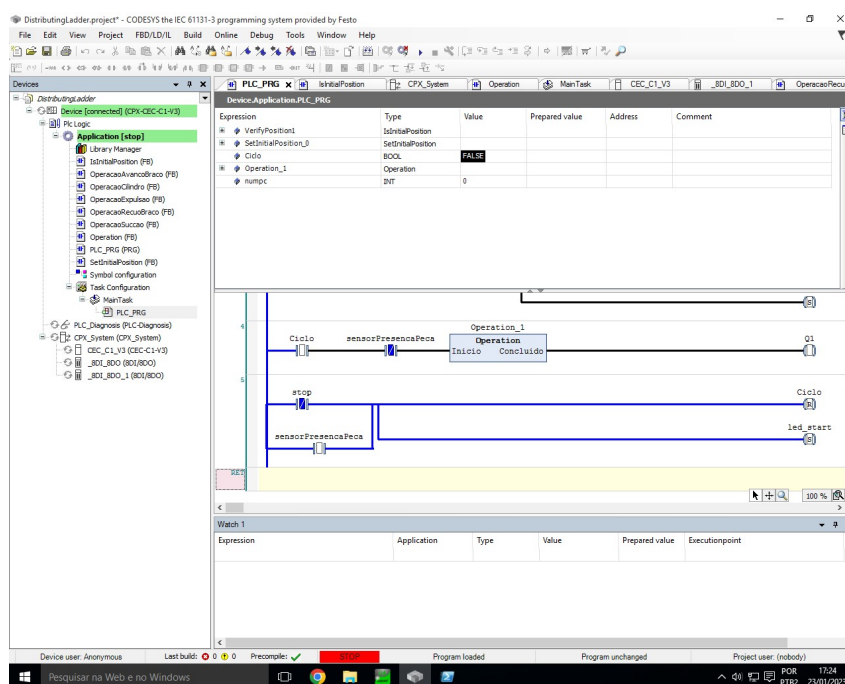 DistributingLadder.project* - CODESYS the IEC 61131-3 programming system provided by Festo
File Edit View Project FBD/LD/IL Build Online Debug Tools Window Help
Devices
PLC_PRG IsInitialPosition CPX_System Operation MainTask CEC_C1_V3 _8DI_8DO_1 OperacaoRecu
DistributingLadder
Device [connected] (CPX-CEC-C1-V3)
Plc Logic
Application [stop]
Library Manager
IsInitialPosition (FB)
OperacaoAvancoBraco (FB)
OperacaoCilindro (FB)
OperacaoExpulsao (FB)
OperacaoRecuoBraco (FB)
OperacaoSuccao (FB)
Operation (FB)
PLC_PRG (PRG)
SetInitialPosition (FB)
Symbol configuration
Task Configuration
MainTask
PLC_PRG
PLC_Diagnosis (PLC-Diagnosis)
CPX_System (CPX_System)
CEC_C1_V3 (CEC-C1-V3)
_8DI_8DO (8DI/8DO)
_8DI_8DO_1 (8DI/8DO)
Device.Application.PLC_PRG
Expression Type Value Prepared value Address Comment
VerifyPosition1 IsInitialPosition
SetInitialPosition_0 SetInitialPosition
Ciclo BOOL FALSE
Operation_1 Operation
numpc INT 0
S
4
Operation_1
Ciclo sensorPresencaPeca Operation Q1
Inicio Concluido
5
stop Ciclo
R
led_start
sensorPresencaPeca S
RET
100 %
Watch 1
Expression Application Type Value Prepared value Executionpoint
Device user: Anonymous Last build: 0 0 Precompile: STOP Program loaded Program unchanged Project user: (nobody)
Pesquisar na Web e no Windows
POR 17:24
PTB2 23/01/2023